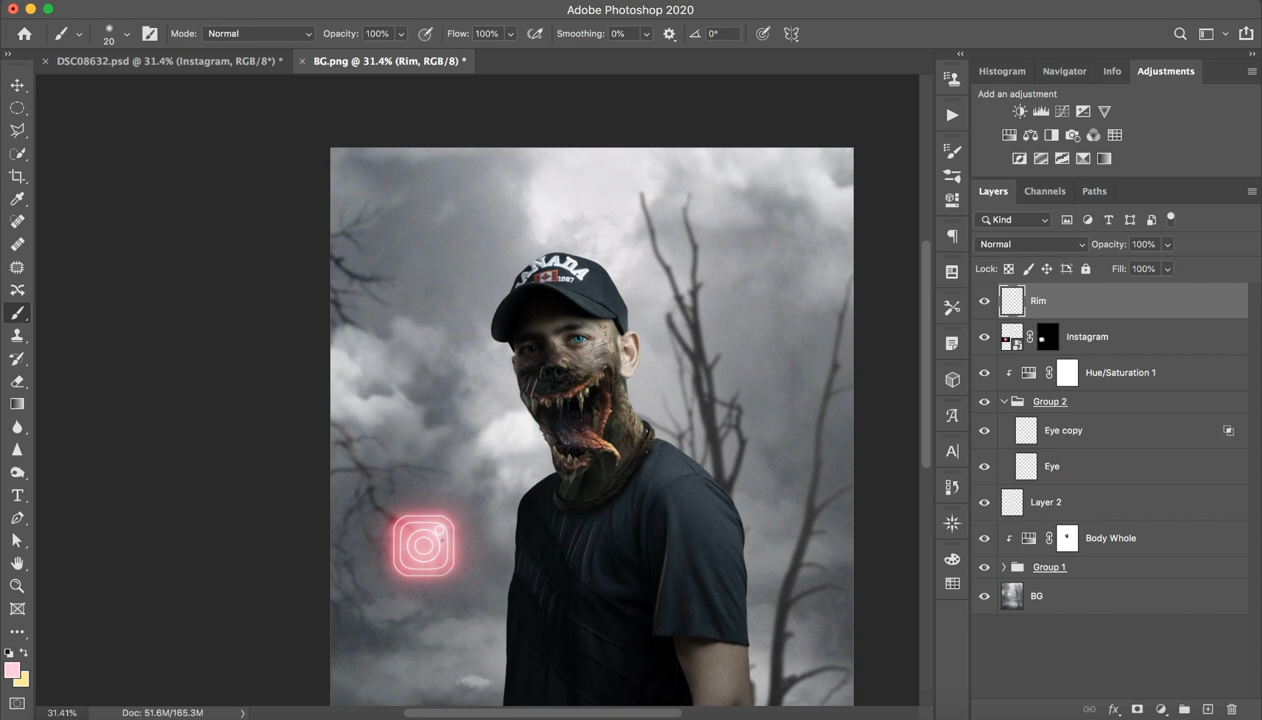 Adobe Photoshop 2020
20
Mode: Normal
Opacity: 100%
Flow: 100%
Smoothing: 0%
0°
DSC08632.psd @ 31.4% (Instagram, RGB/8*) *
BG.png @ 31.4% (Rim, RGB/8) *
Histogram
Navigator
Info
Adjustments
Add an adjustment
Layers
Channels
Paths
Kind
Normal
Opacity: 100%
Lock:
Fill: 100%
Rim
Instagram
Hue/Saturation 1
Group 2
Eye copy
Eye
Layer 2
Body Whole
Group 1
BG
CANADA
1867
31.41%
Doc: 51.6M/165.3M